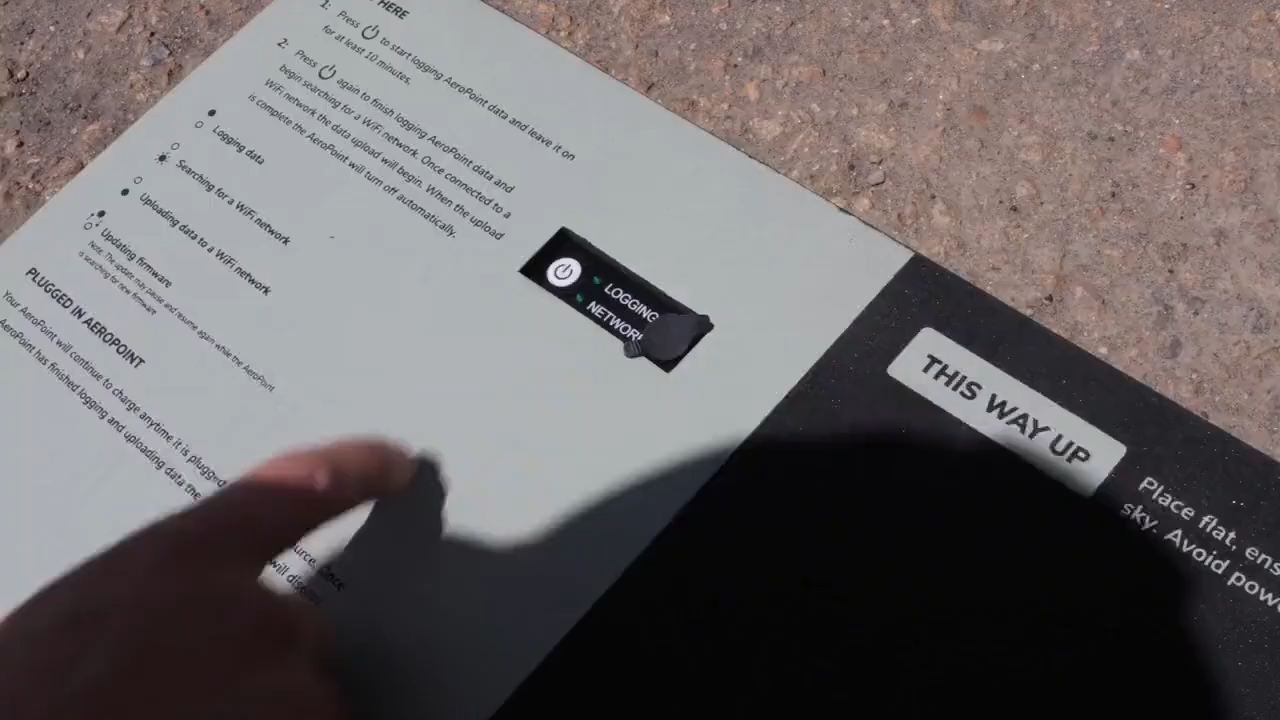 HERE
1: Press to start logging AeroPoint data and leave it on
for at least 10 minutes.
2: Press again to finish logging AeroPoint data and
begin searching for a WiFi network. Once connected to a
WiFi network the data upload will begin. When the upload
is complete the AeroPoint will turn off automatically.
Logging data
Searching for a WiFi network
Uploading data to a WiFi network
Updating firmware
Note: The update may pause and resume again while the AeroPoint
is searching for new firmware
PLUGGED IN AEROPOINT
Your AeroPoint will continue to charge anytime it is plugged
AeroPoint has finished logging and uploading data the
Once
will
LOGGING
NETWOR
THIS WAY UP
Place flat, ens
sky. Avoid pow